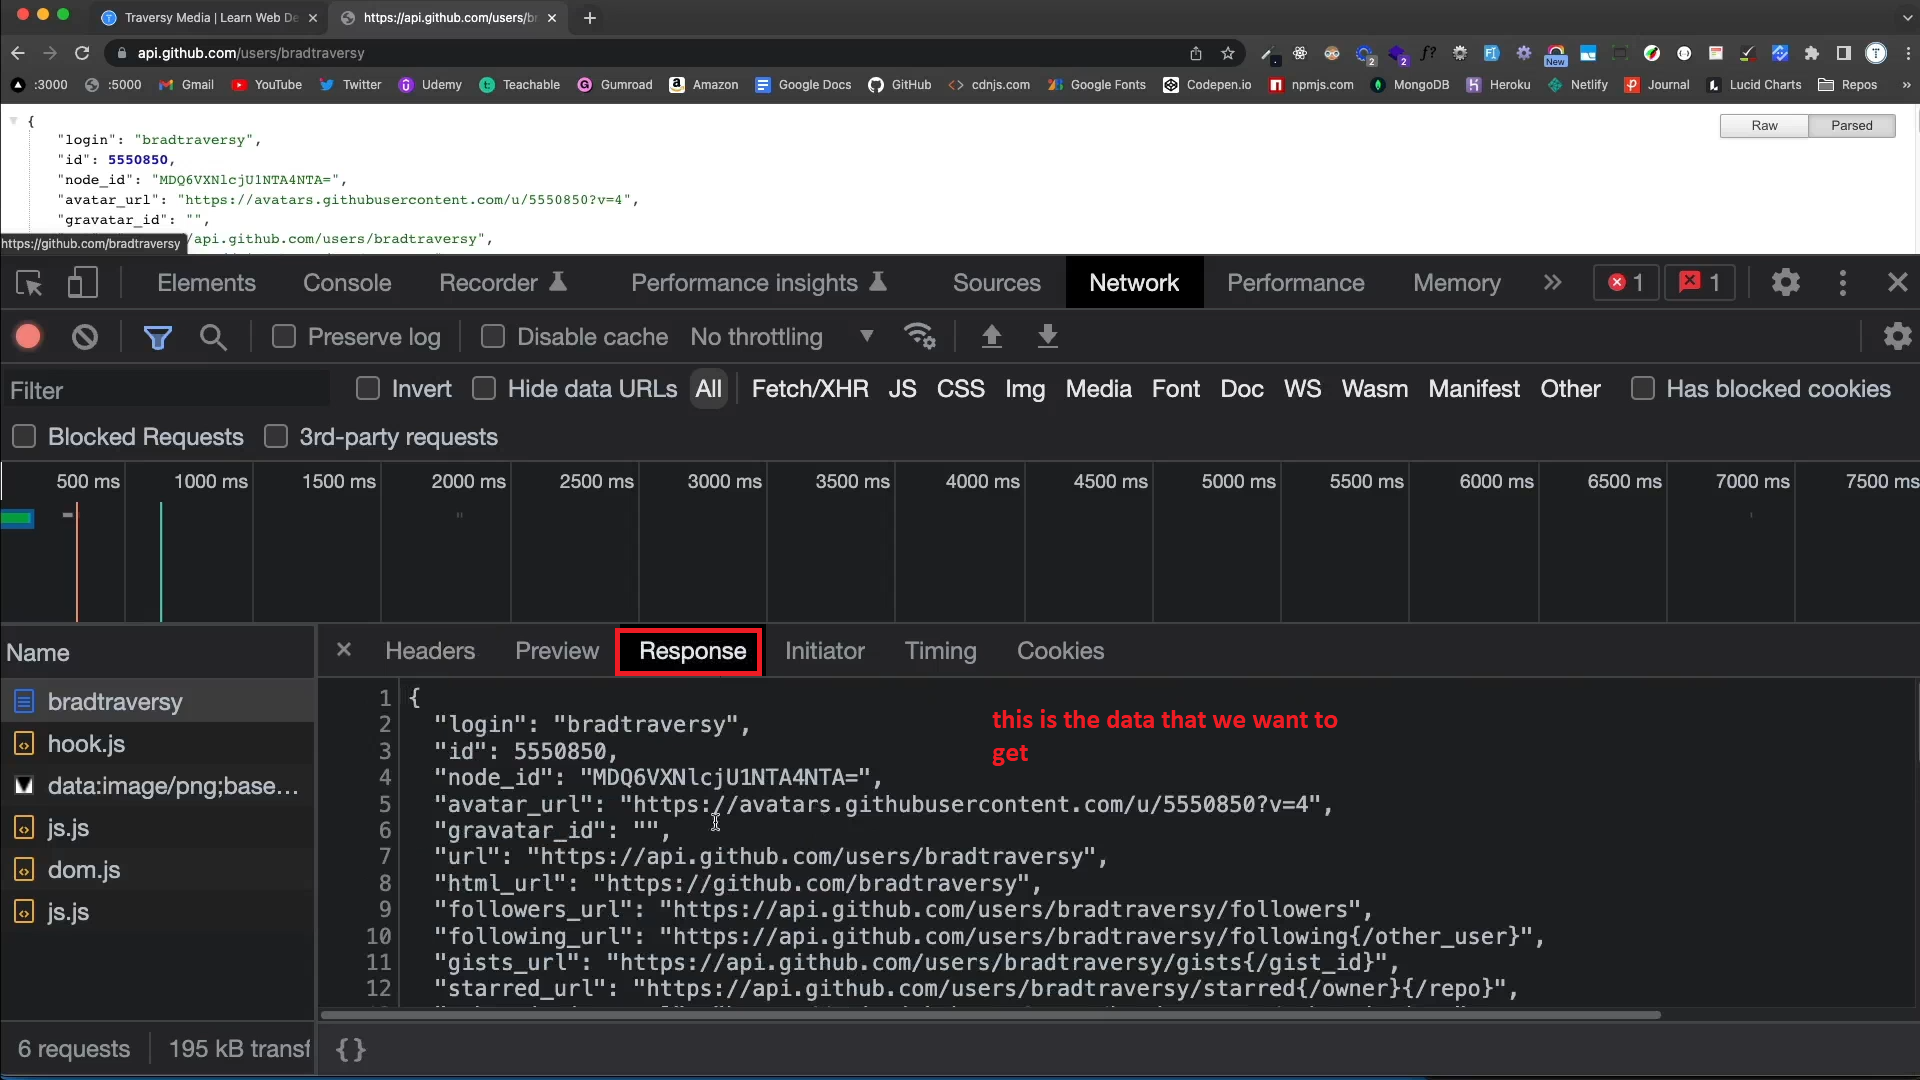 Traversy Media | Learn Web De
https://api.github.com/users/br
api.github.com/users/bradtraversy
2
2
New
:3000 :5000 Gmail YouTube Twitter Udemy Teachable Gumroad Amazon Google Docs GitHub cdnjs.com Google Fonts Codepen.io npmjs.com MongoDB Heroku Netlify Journal Lucid Charts Repos »
Raw Parsed
{
"login": "bradtraversy",
"id": 5550850,
"node_id": "MDQ6VXNlcjU1NTA4NTA=",
"avatar_url": "https://avatars.githubusercontent.com/u/5550850?v=4",
"gravatar_id": "",
/api.github.com/users/bradtraversy",
https://github.com/bradtraversy
Elements Console Recorder Performance insights Sources Network Performance Memory » 1 1
Preserve log Disable cache No throttling
Filter Invert Hide data URLs All Fetch/XHR JS CSS Img Media Font Doc WS Wasm Manifest Other Has blocked cookies
Blocked Requests 3rd-party requests
500 ms 1000 ms 1500 ms 2000 ms 2500 ms 3000 ms 3500 ms 4000 ms 4500 ms 5000 ms 5500 ms 6000 ms 6500 ms 7000 ms 7500 ms
Name
bradtraversy
hook.js
data:image/png;base...
js.js
dom.js
js.js
Headers Preview Response Initiator Timing Cookies
1 {
2 "login": "bradtraversy",
3 "id": 5550850,
4 "node_id": "MDQ6VXNlcjU1NTA4NTA=",
5 "avatar_url": "https://avatars.githubusercontent.com/u/5550850?v=4",
6 "gravatar_id": "",
7 "url": "https://api.github.com/users/bradtraversy",
8 "html_url": "https://github.com/bradtraversy",
9 "followers_url": "https://api.github.com/users/bradtraversy/followers",
10 "following_url": "https://api.github.com/users/bradtraversy/following{/other_user}",
11 "gists_url": "https://api.github.com/users/bradtraversy/gists{/gist_id}",
12 "starred_url": "https://api.github.com/users/bradtraversy/starred{/owner}{/repo}",
this is the data that we want to
get
6 requests 195 kB transf {}